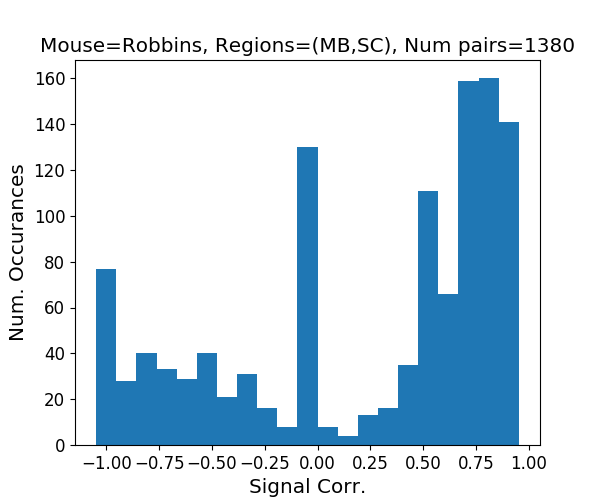 Mouse=Robbins, Regions=(MB,SC), Num pairs=1380
160
140
120
100
80
60
40
20
0
Num. Occurances
−1.00 −0.75 −0.50 −0.25 0.00 0.25 0.50 0.75 1.00
Signal Corr.